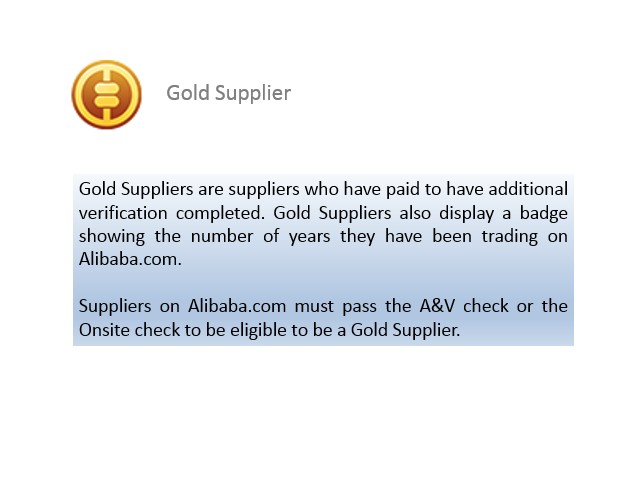 Gold Supplier
Gold Suppliers are suppliers who have paid to have additional
verification completed. Gold Suppliers also display a badge
showing the number of years they have been trading on
Alibaba.com.
Suppliers on Alibaba.com must pass the A&V check or the
Onsite check to be eligible to be a Gold Supplier.